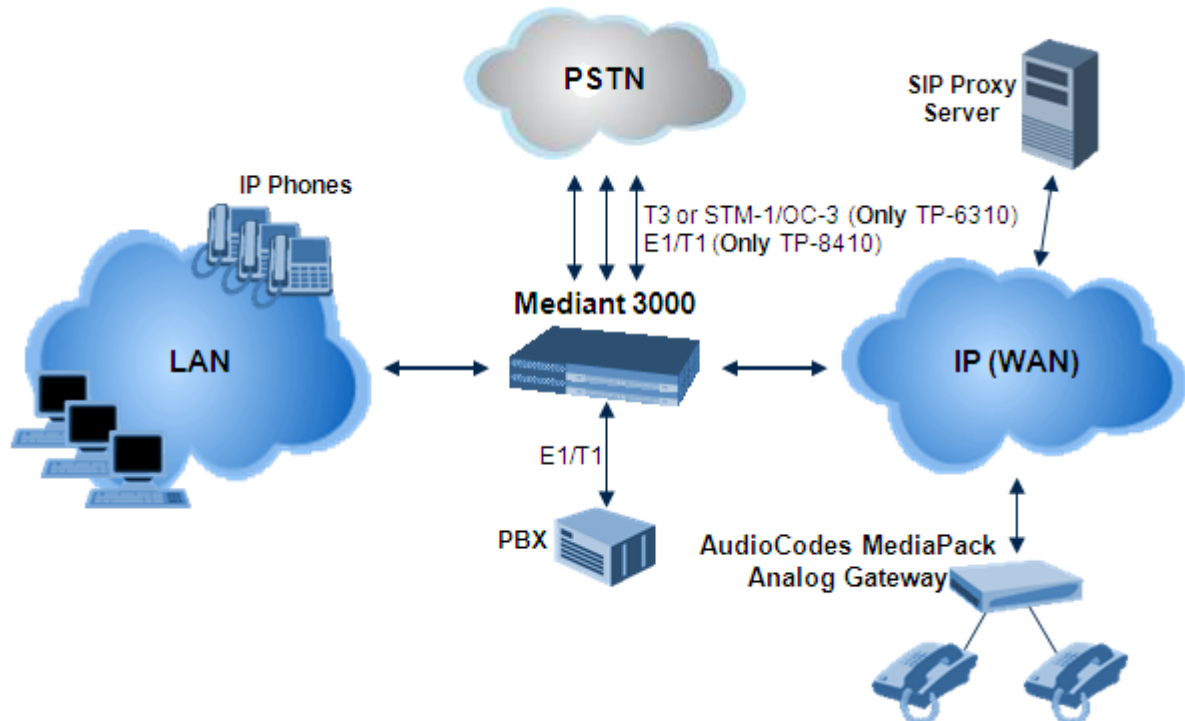 PSTN
SIP Proxy
Server
IP Phones
T3 or STM-1/OC-3 (Only TP-6310)
E1/T1 (Only TP-8410)
Mediant 3000
LAN
IP (WAN)
E1/T1
PBX
AudioCodes MediaPack
Analog Gateway